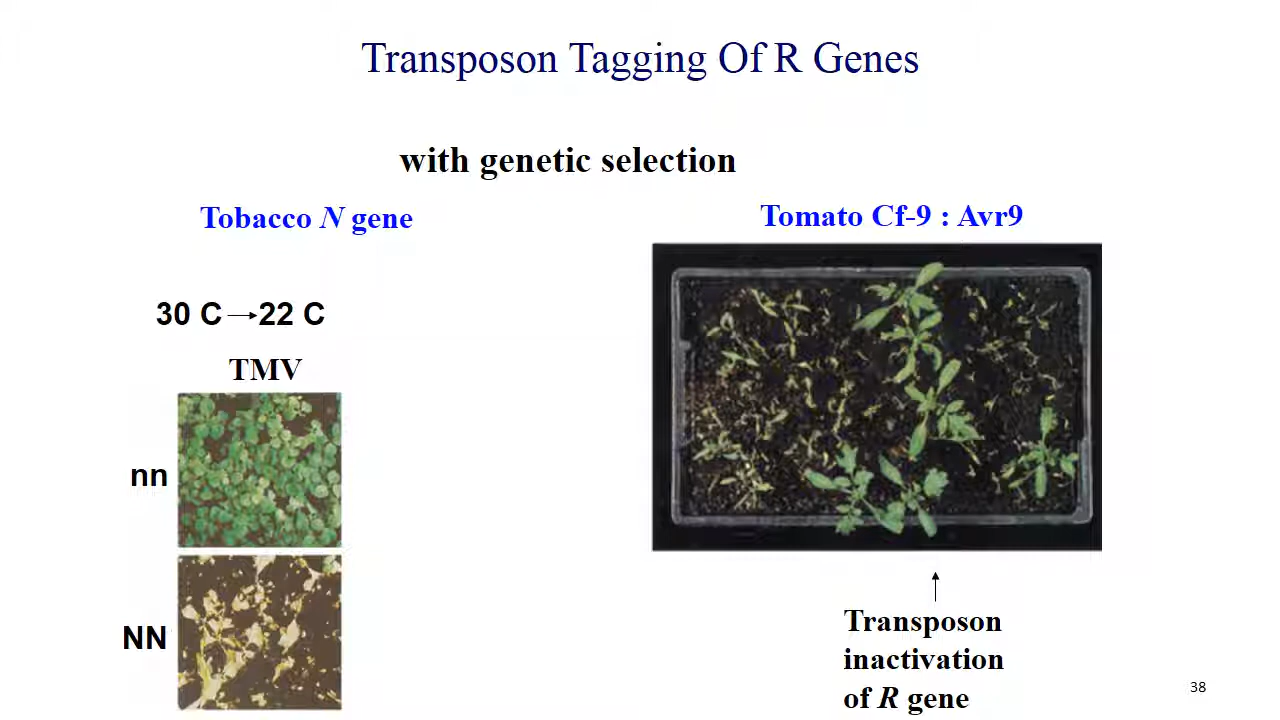 Transposon Tagging Of R Genes
with genetic selection
Tobacco N gene
30 C → 22 C
TMV
nn
NN
Tomato Cf-9 : Avr9
Transposon
inactivation
of R gene
38